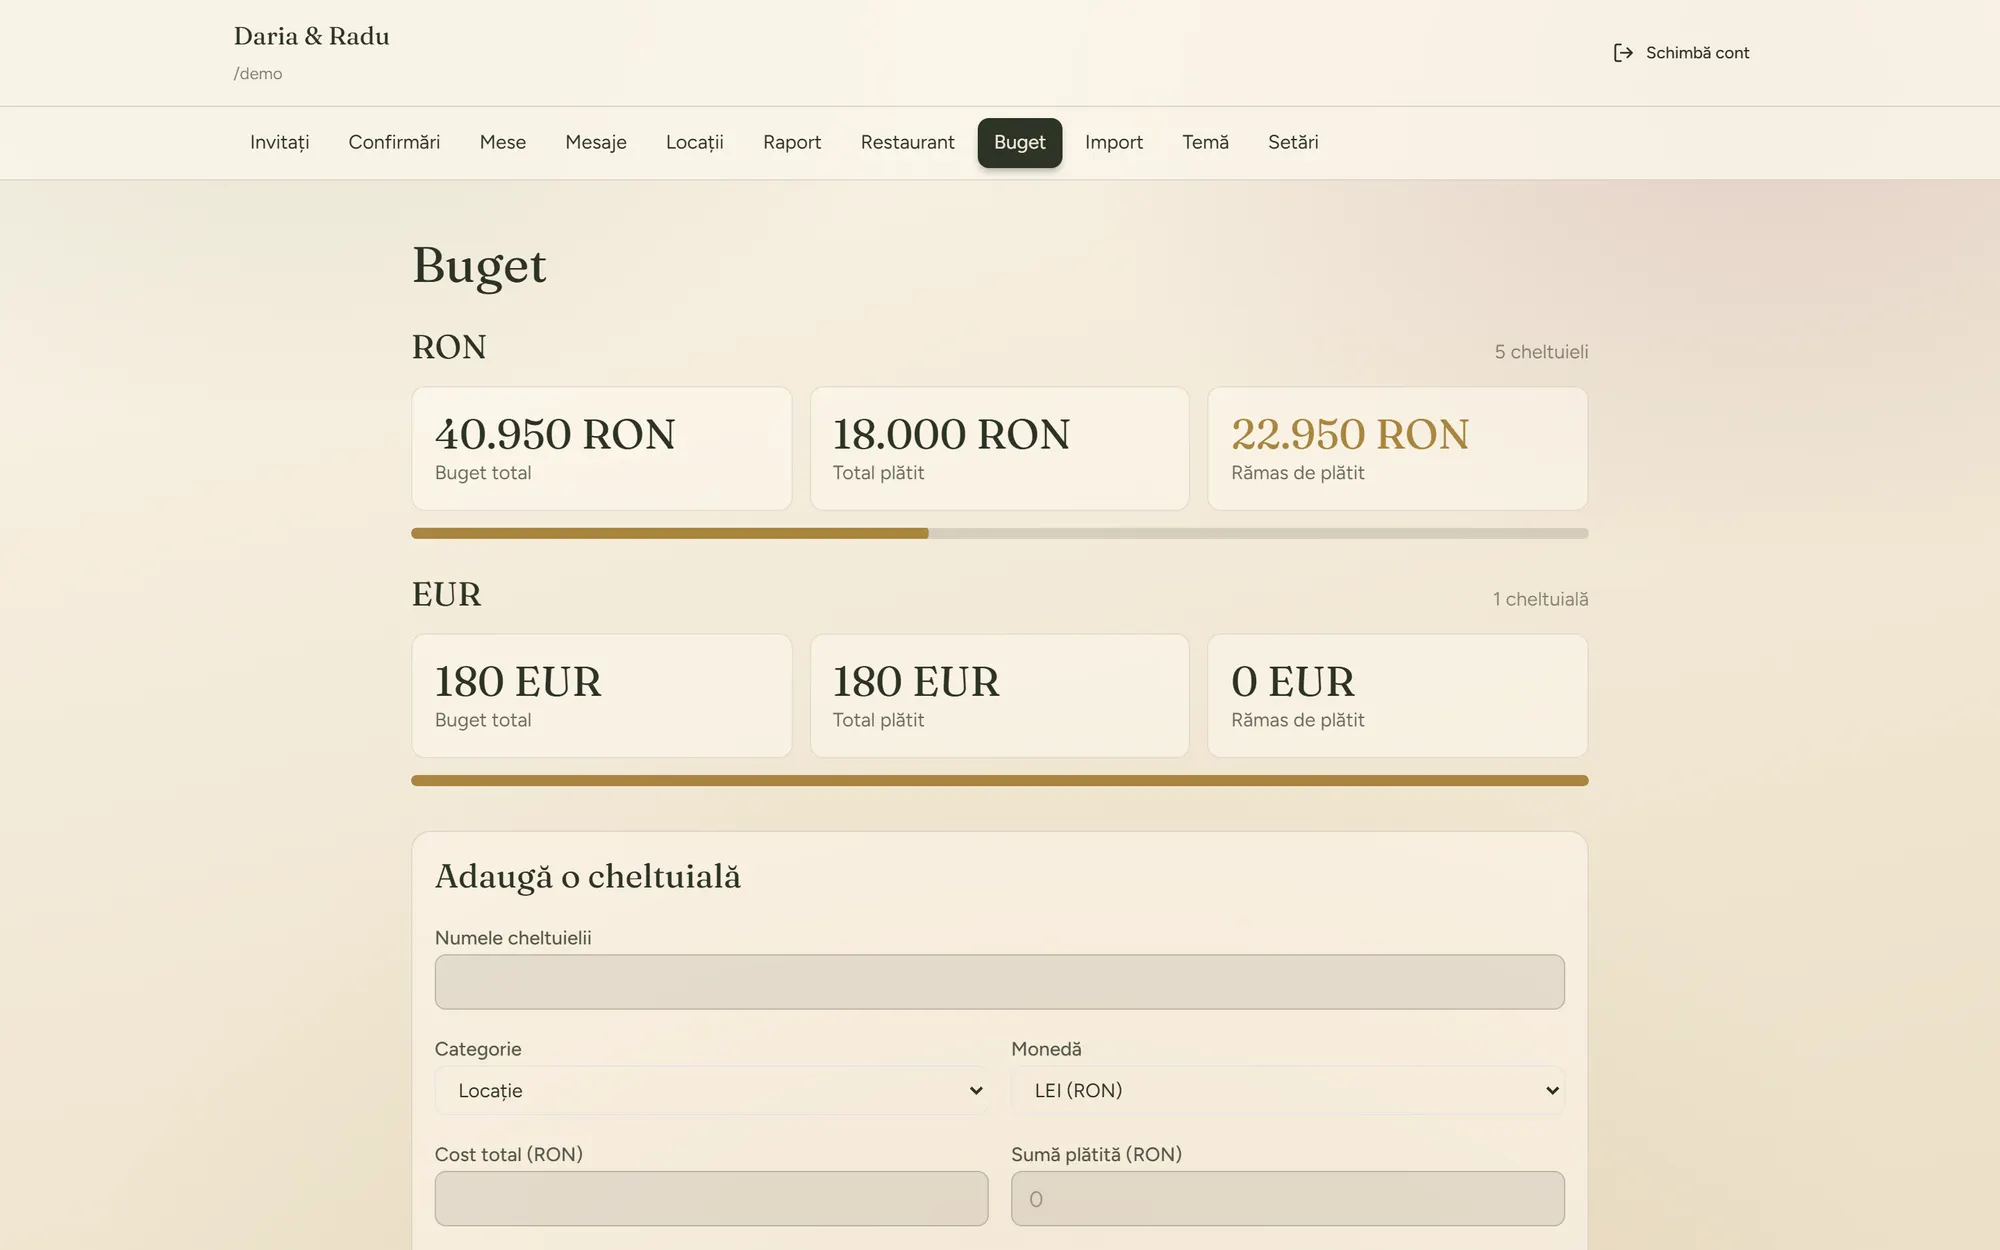 Daria & Radu
/demo
Schimbă cont
Invitați Confirmări Mese Mesaje Locații Raport Restaurant Buget Import Temă Setări
Buget
RON
5 cheltuieli
40.950 RON
Buget total
18.000 RON
Total plătit
22.950 RON
Rămas de plătit
EUR
1 cheltuială
180 EUR
Buget total
180 EUR
Total plătit
0 EUR
Rămas de plătit
Adaugă o cheltuială
Numele cheltuielii
Categorie
Locație
Monedă
LEI (RON)
Cost total (RON)
Sumă plătită (RON)
0